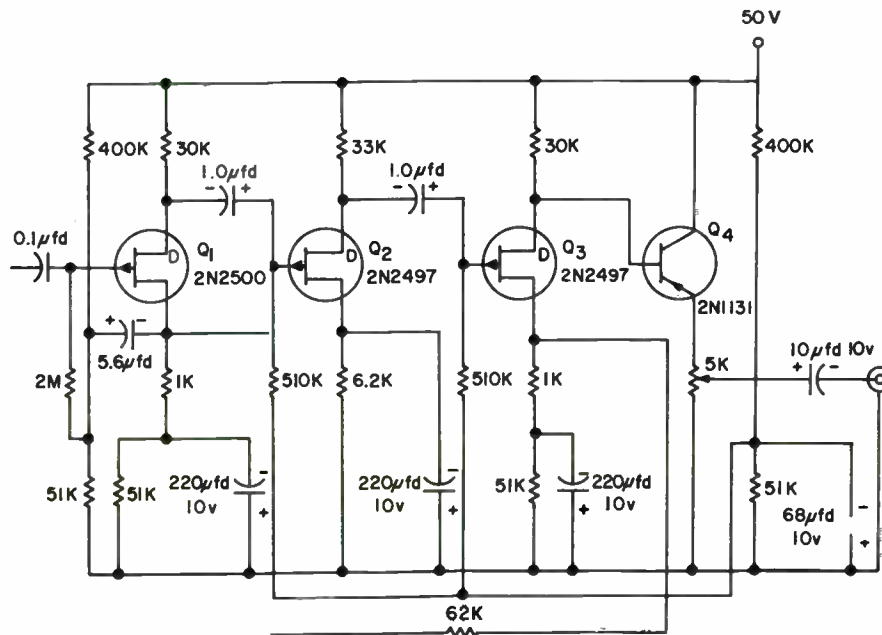 50 V
400K
30K
33K
30K
400K
1.0µfd
- +
1.0µfd
- +
0.1µfd
D
Q1
2N2500
D
Q2
2N2497
D
Q3
2N2497
Q4
2N1131
+ -
5.6µfd
2M
1K
510K
6.2K
510K
1K
5K
10µfd 10v
+ -
51K
51K
220µfd
10v
-
+
220µfd
10v
-
+
51K
220µfd
10v
-
+
51K
68µfd
10v
-
+
62K